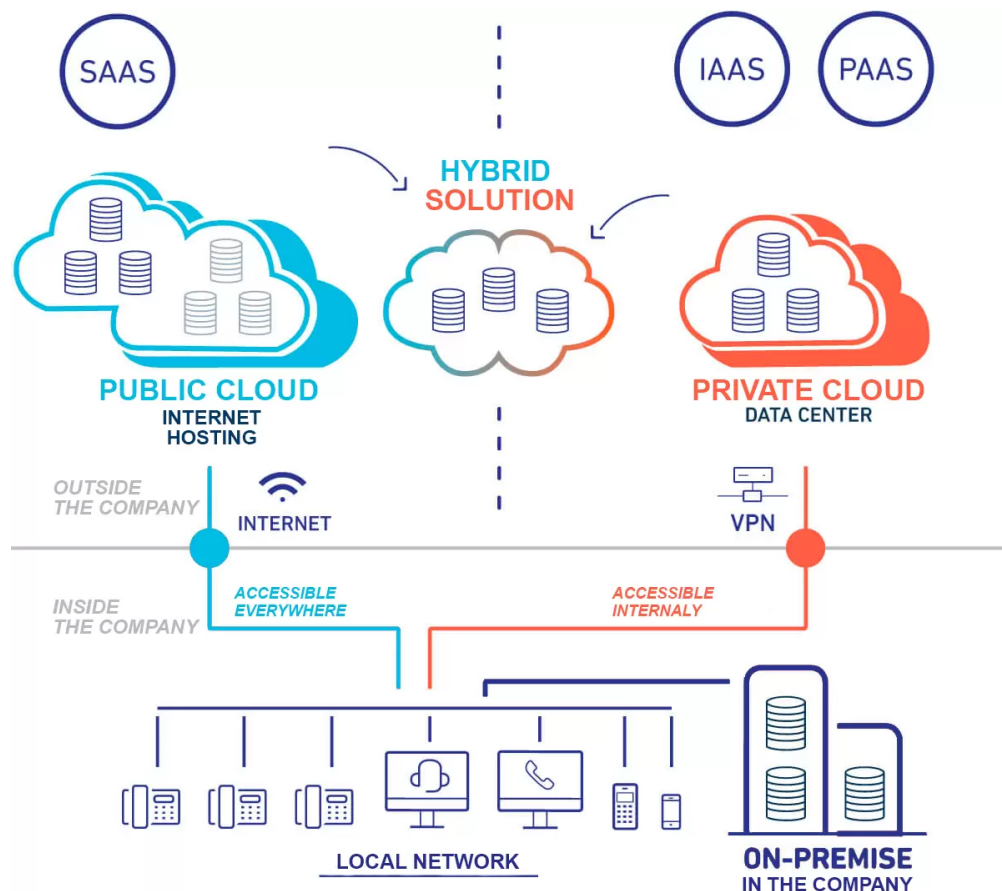 SAAS
IAAS
PAAS
HYBRID
SOLUTION
PUBLIC CLOUD
INTERNET
HOSTING
PRIVATE CLOUD
DATA CENTER
OUTSIDE
THE COMPANY
INTERNET
VPN
INSIDE
THE COMPANY
ACCESSIBLE
EVERYWHERE
ACCESSIBLE
INTERNALY
LOCAL NETWORK
ON-PREMISE
IN THE COMPANY